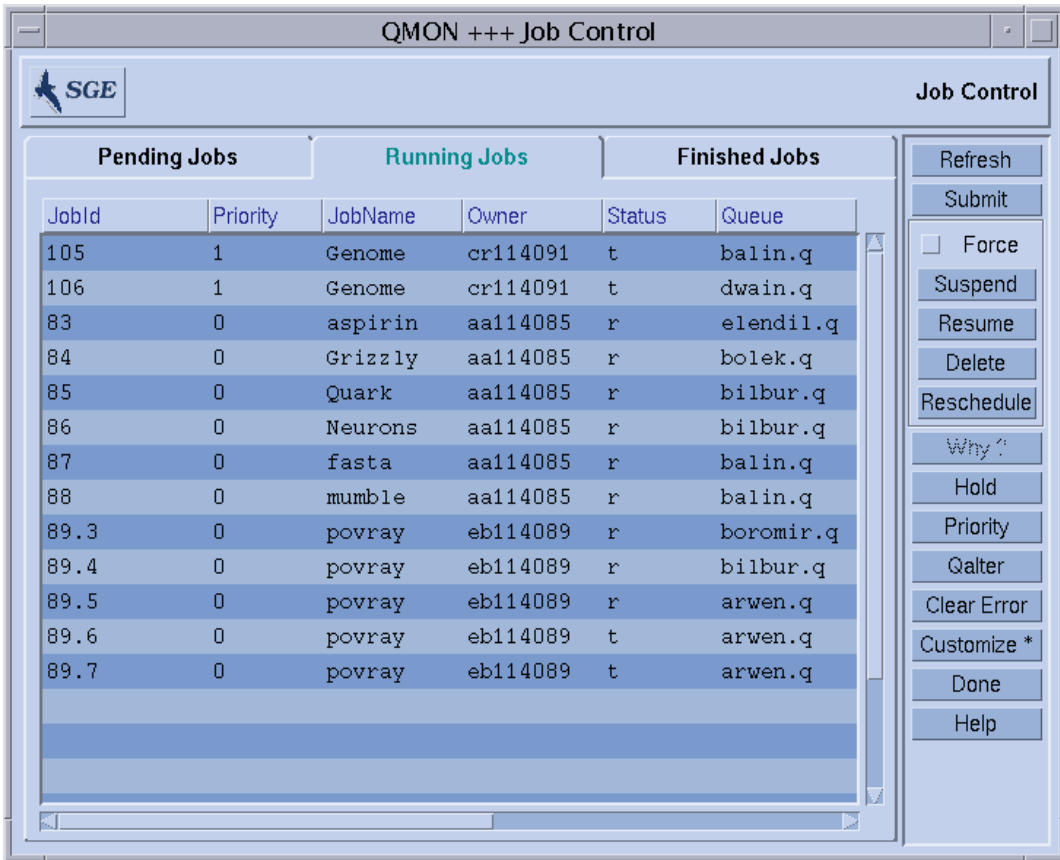 QMON +++ Job Control
SGE
Job Control
Pending Jobs Running Jobs Finished Jobs
JobId Priority JobName Owner Status Queue
105 1 Genome cr114091 t balin.q
106 1 Genome cr114091 t dwain.q
83 0 aspirin aa114085 r elendil.q
84 0 Grizzly aa114085 r bolek.q
85 0 Quark aa114085 r bilbur.q
86 0 Neurons aa114085 r bilbur.q
87 0 fasta aa114085 r balin.q
88 0 mumble aa114085 r balin.q
89.3 0 povray eb114089 r boromir.q
89.4 0 povray eb114089 r bilbur.q
89.5 0 povray eb114089 r arwen.q
89.6 0 povray eb114089 t arwen.q
89.7 0 povray eb114089 t arwen.q
Refresh
Submit
Force
Suspend
Resume
Delete
Reschedule
Why ?
Hold
Priority
Qalter
Clear Error
Customize *
Done
Help